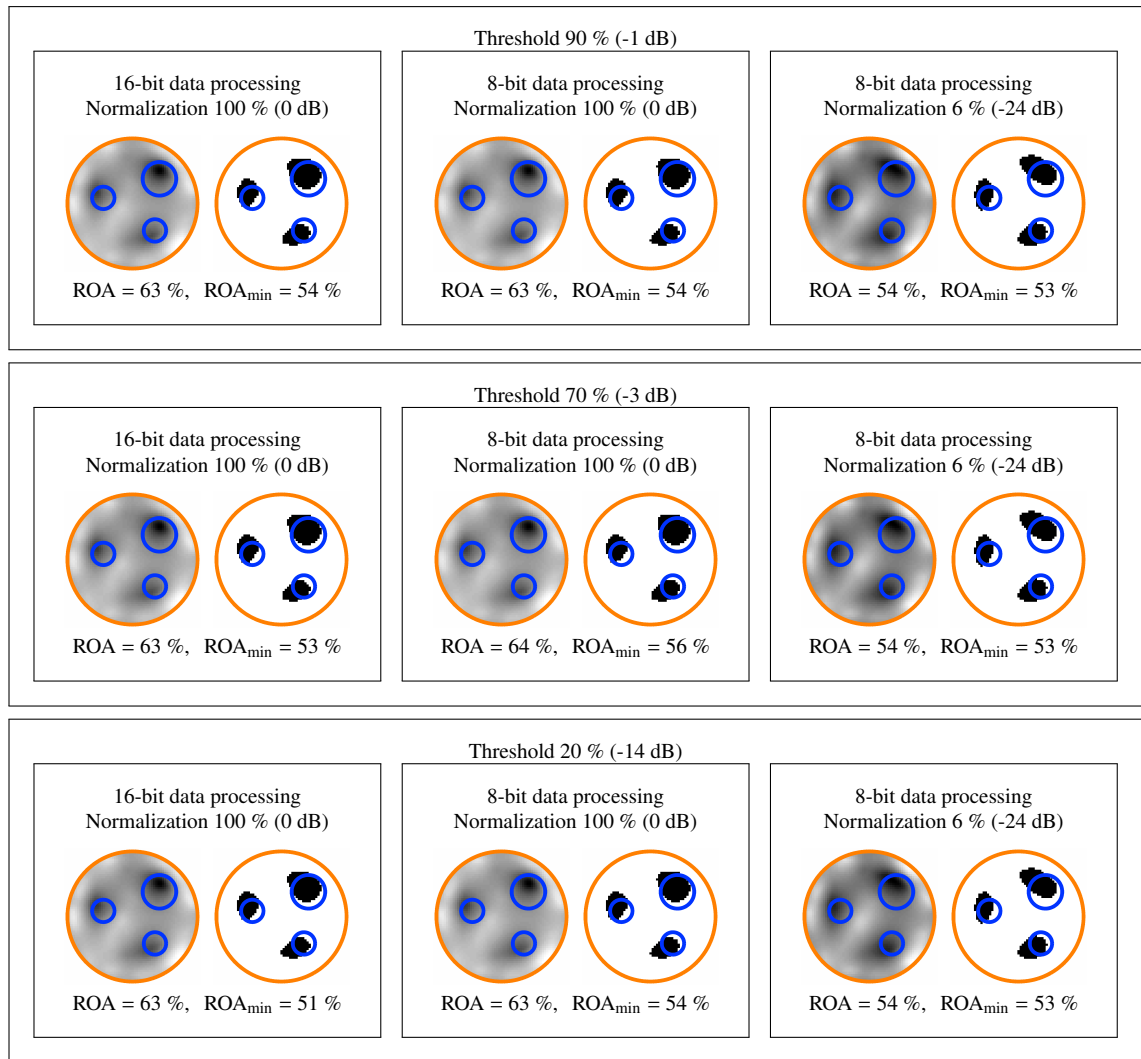 Threshold 90 % (-1 dB)
16-bit data processing
Normalization 100 % (0 dB)
ROA = 63 %, ROAmin = 54 %
8-bit data processing
Normalization 100 % (0 dB)
ROA = 63 %, ROAmin = 54 %
8-bit data processing
Normalization 6 % (-24 dB)
ROA = 54 %, ROAmin = 53 %
Threshold 70 % (-3 dB)
16-bit data processing
Normalization 100 % (0 dB)
ROA = 63 %, ROAmin = 53 %
8-bit data processing
Normalization 100 % (0 dB)
ROA = 64 %, ROAmin = 56 %
8-bit data processing
Normalization 6 % (-24 dB)
ROA = 54 %, ROAmin = 53 %
Threshold 20 % (-14 dB)
16-bit data processing
Normalization 100 % (0 dB)
ROA = 63 %, ROAmin = 51 %
8-bit data processing
Normalization 100 % (0 dB)
ROA = 63 %, ROAmin = 54 %
8-bit data processing
Normalization 6 % (-24 dB)
ROA = 54 %, ROAmin = 53 %